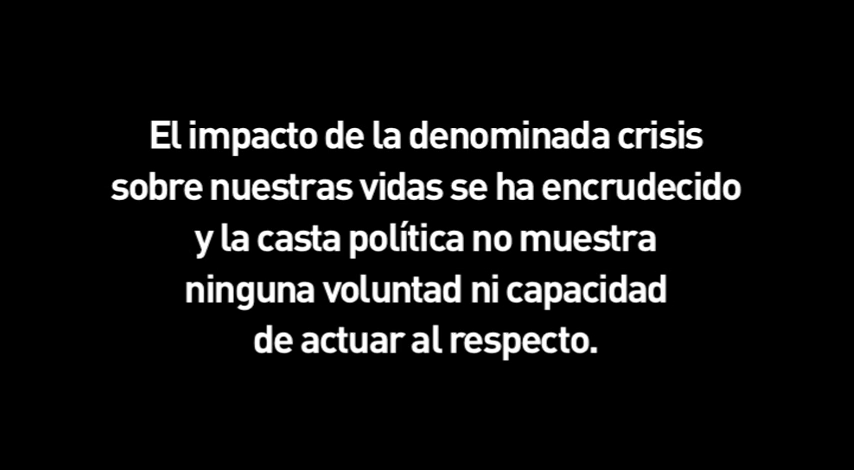 El impacto de la denominada crisis
sobre nuestras vidas se ha encrudecido
y la casta política no muestra
ninguna voluntad ni capacidad
de actuar al respecto.